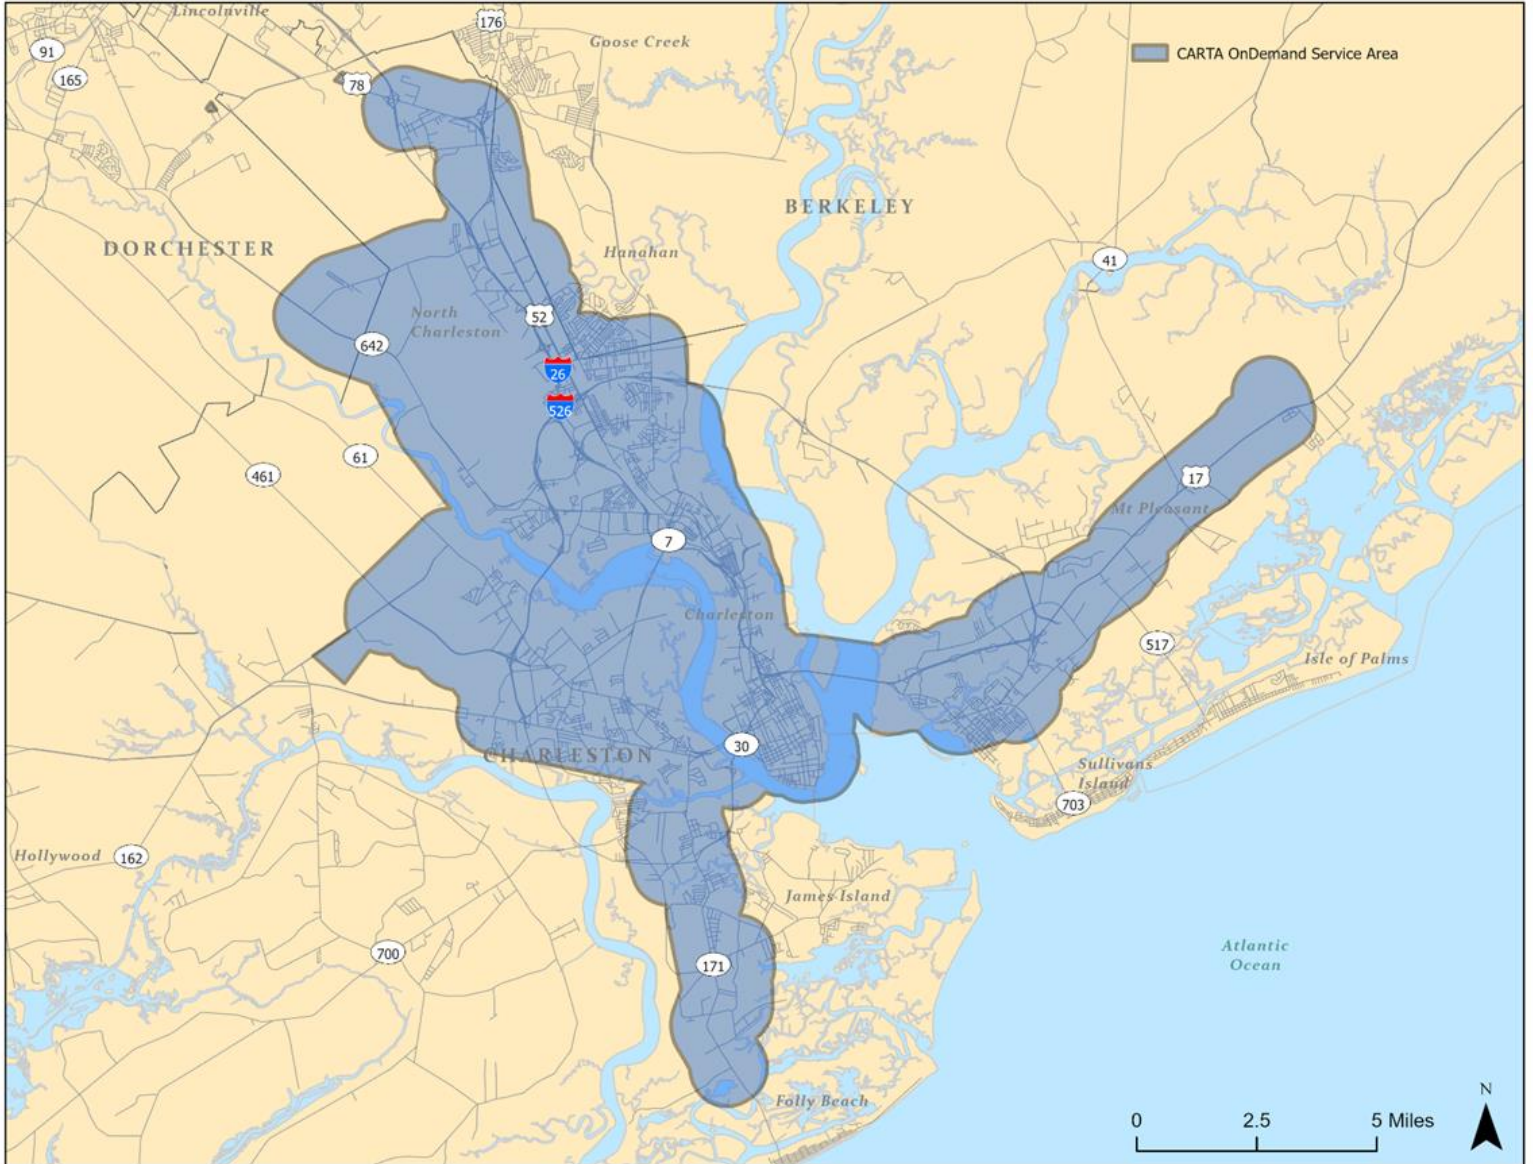 Lincolnville
176
91
Goose Creek
165
78
CARTA OnDemand Service Area
BERKELEY
DORCHESTER
Hanahan
41
North
Charleston
52
642
26
526
61
461
17
Mt Pleasant
7
Charleston
517
Isle of Palms
30
CHARLESTON
Sullivans
Island
703
Hollywood
162
James Island
700
171
Atlantic
Ocean
Folly Beach
N
0 2.5 5 Miles